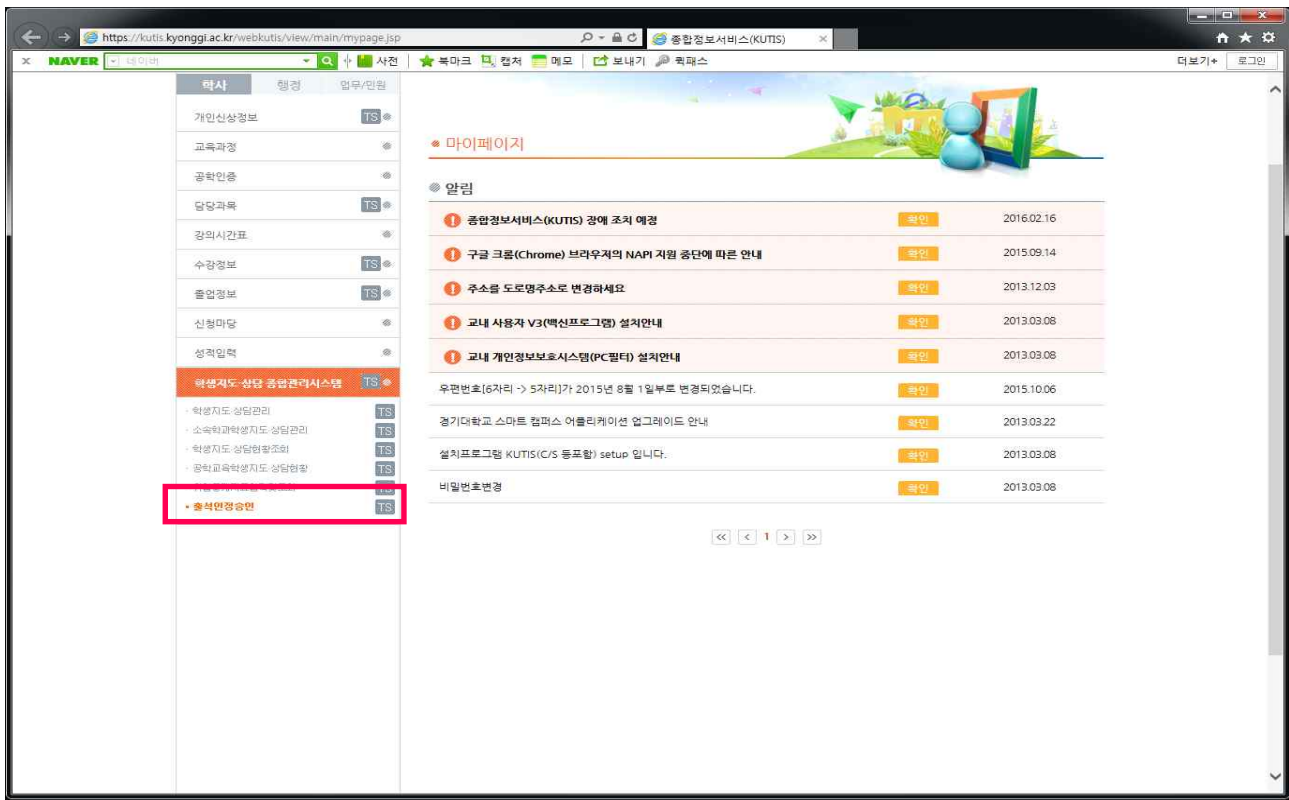 https://kutis.kyonggi.ac.kr/webkutis/view/main/mypage.jsp
종합정보서비스(KUTIS)
NAVER 네이버 사전 북마크 캡처 메모 보내기 퀵패스 더보기+ 로그인
학사 행정 업무/민원
개인신상정보 TS
교육과정
공학인증
담당과목 TS
강의시간표
수강정보 TS
졸업정보 TS
신청마당
성적입력
학생지도·상담 종합관리시스템 TS
학생지도·상담관리 TS
소속학과학생지도·상담관리 TS
학생지도·상담현황조회 TS
공학교육학생지도·상담현황 TS
TS
출석인정승인 TS
마이페이지
알림
종합정보서비스(KUTIS) 장애 조치 예정 확인 2016.02.16
구글 크롬(Chrome) 브라우저의 NAPI 지원 중단에 따른 안내 확인 2015.09.14
주소를 도로명주소로 변경하세요 확인 2013.12.03
교내 사용자 V3(백신프로그램) 설치안내 확인 2013.03.08
교내 개인정보보호시스템(PC필터) 설치안내 확인 2013.03.08
우편번호[6자리 -> 5자리]가 2015년 8월 1일부로 변경되었습니다. 확인 2015.10.06
경기대학교 스마트 캠퍼스 어플리케이션 업그레이드 안내 확인 2013.03.22
설치프로그램 KUTIS(C/S 등포함) setup 입니다. 확인 2013.03.08
비밀번호변경 확인 2013.03.08
1